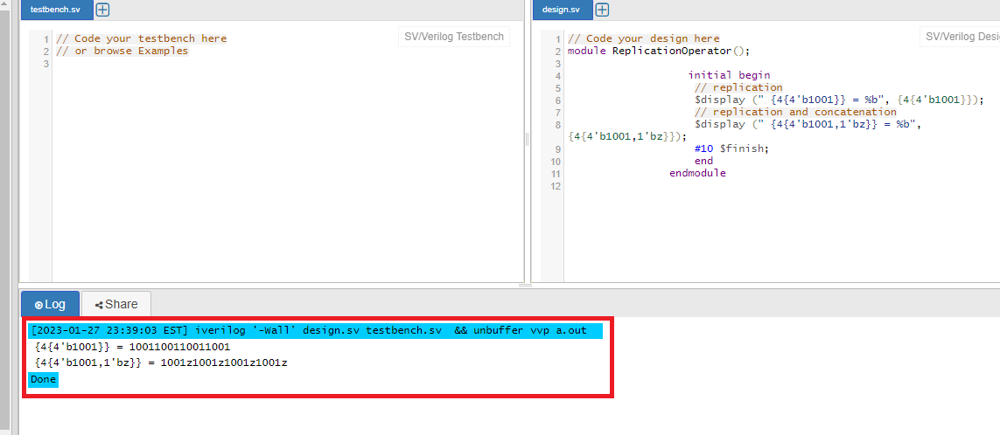 testbench.sv
SV/Verilog Testbench
1 // Code your testbench here
2 // or browse Examples
3
design.sv
SV/Verilog Desi
1 // Code your design here
2 module ReplicationOperator();
3
4 initial begin
5 // replication
6 $display (" {4{4'b1001}} = %b", {4{4'b1001}});
7 // replication and concatenation
8 $display (" {4{4'b1001,1'bz}} = %b",
{4{4'b1001,1'bz}});
9 #10 $finish;
10 end
11 endmodule
12
Log
Share
[2023-01-27 23:39:03 EST] iverilog '-Wall' design.sv testbench.sv && unbuffer vvp a.out
{4{4'b1001}} = 1001100110011001
{4{4'b1001,1'bz}} = 1001z1001z1001z1001z
Done